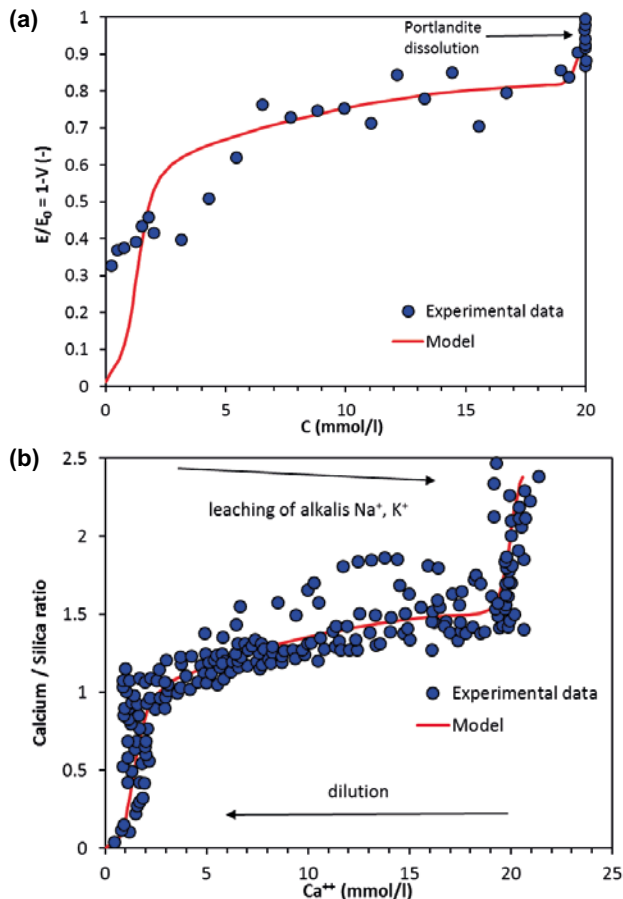 (a)
Portlandite
dissolution
E/E₀ = 1-V (-)
1
0.9
0.8
0.7
0.6
0.5
0.4
0.3
0.2
0.1
0
Experimental data
Model
0 5 10 15 20
C (mmol/l)
(b)
leaching of alkalis Na⁺, K⁺
Calcium / Silica ratio
2.5
2
1.5
1
0.5
0
Experimental data
Model
dilution
0 5 10 15 20 25
Ca⁺⁺ (mmol/l)